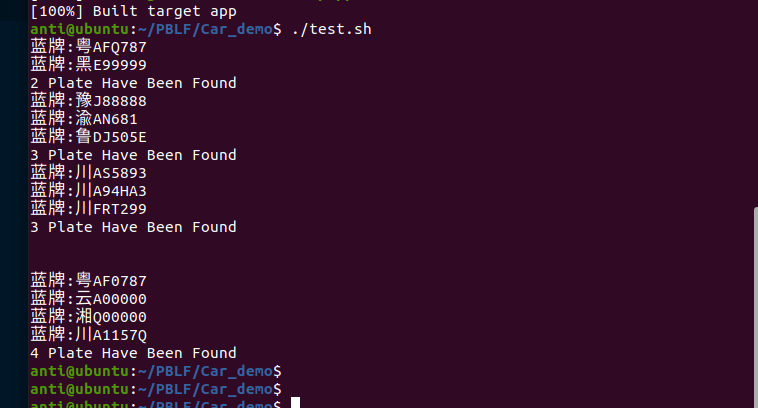 [100%] Built target app
anti@ubuntu:~/PBLF/Car_demo$ ./test.sh
蓝牌:粤AFQ787
蓝牌:黑E99999
2 Plate Have Been Found
蓝牌:豫J88888
蓝牌:渝AN681
蓝牌:鲁DJ505E
3 Plate Have Been Found
蓝牌:川AS5893
蓝牌:川A94HA3
蓝牌:川FRT299
3 Plate Have Been Found
蓝牌:粤AF0787
蓝牌:云A00000
蓝牌:湘Q00000
蓝牌:川A1157Q
4 Plate Have Been Found
anti@ubuntu:~/PBLF/Car_demo$
anti@ubuntu:~/PBLF/Car_demo$
anti@ubuntu:~/PBLF/Car_demo$